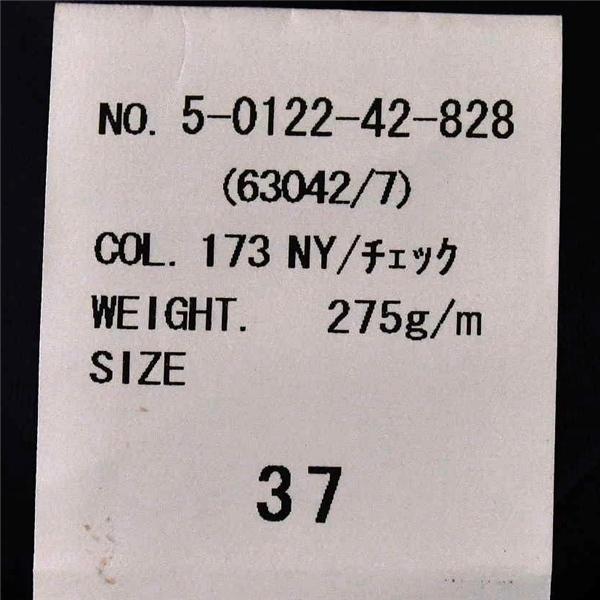 NO. 5-0122-42-828
(63042/7)
COL. 173 NY/チェック
WEIGHT. 275g/m
SIZE
37